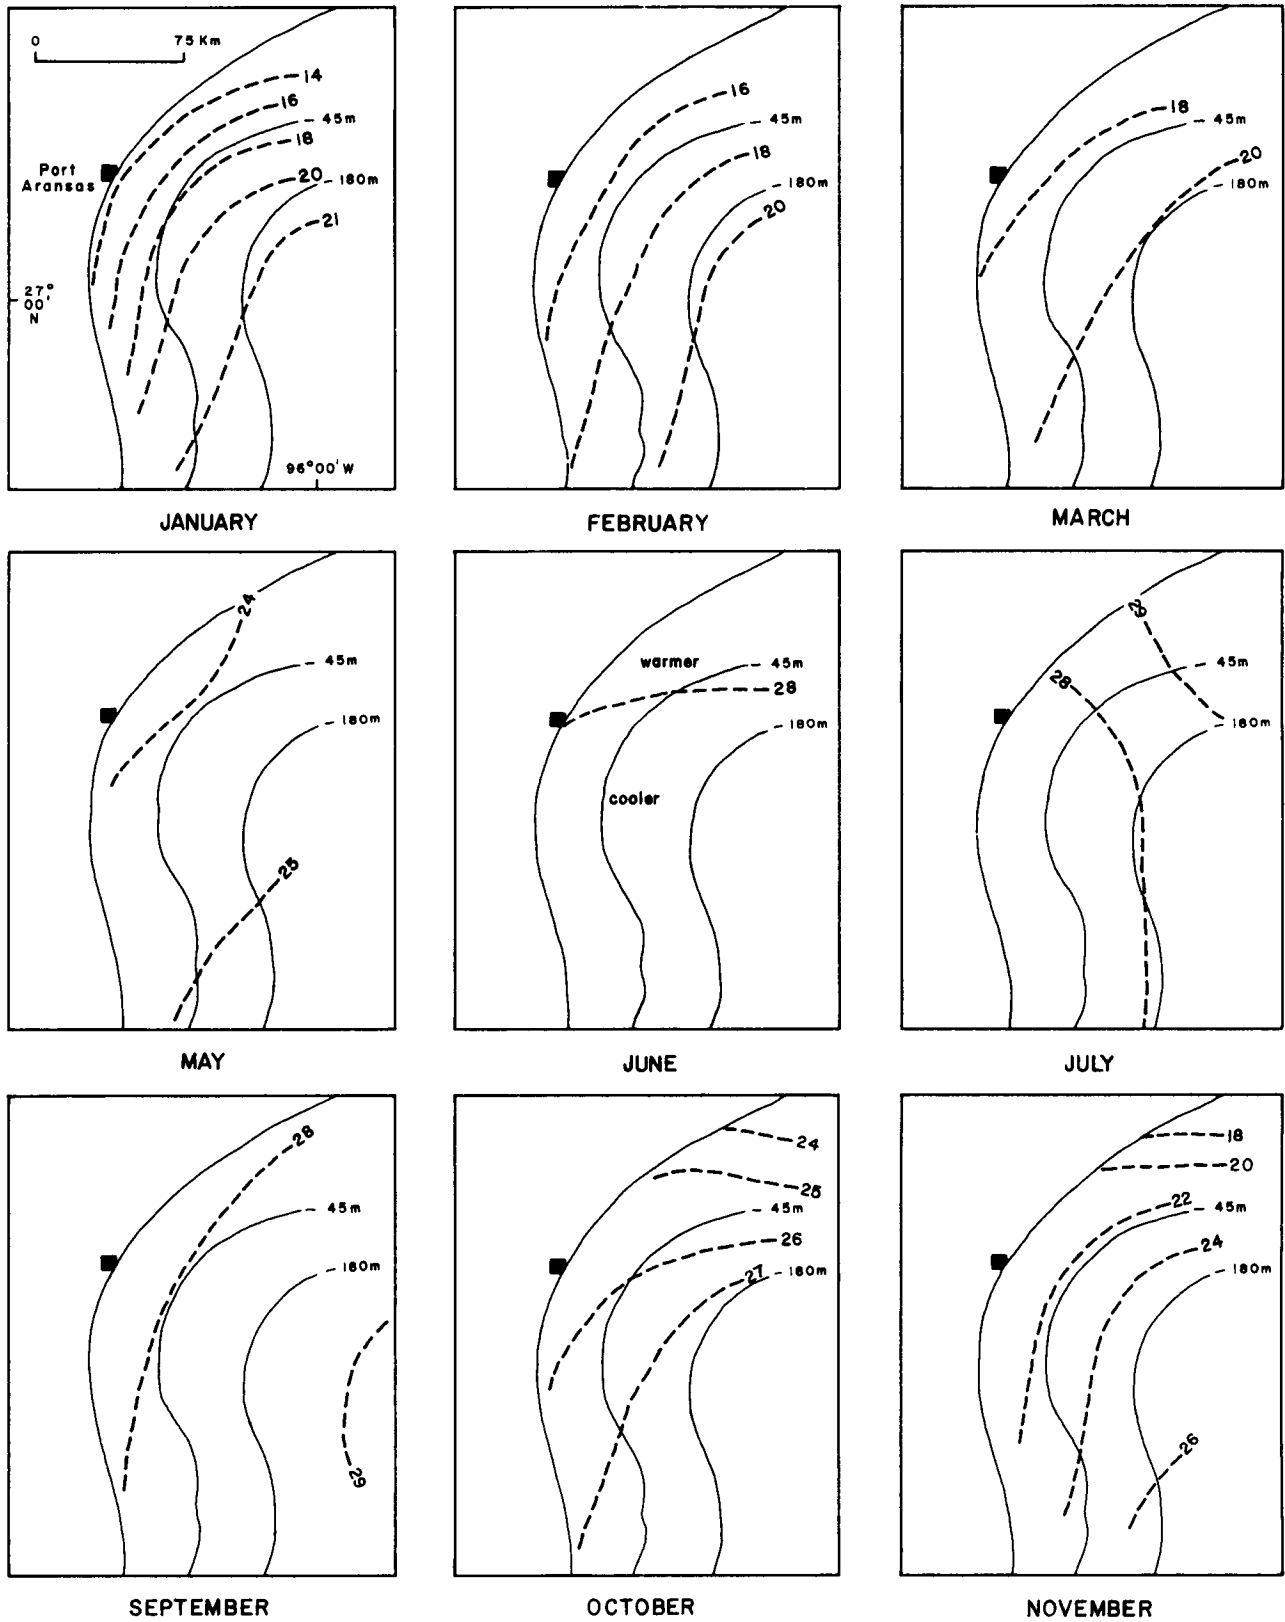 0 75 Km
14
16
- 45m
18
Port
Aransas
20
- 180m
21
27°
00'
N
96°00'W
JANUARY
16
- 45m
18
- 180m
20
FEBRUARY
18
- 45m
20
- 180m
MARCH
24
- 45m
- 180m
25
MAY
warmer
- 45m
28
- 180m
cooler
JUNE
29
- 45m
28
- 180m
JULY
28
- 45m
- 180m
29
SEPTEMBER
24
25
- 45m
26
27
- 180m
OCTOBER
18
20
22
- 45m
24
- 180m
26
NOVEMBER